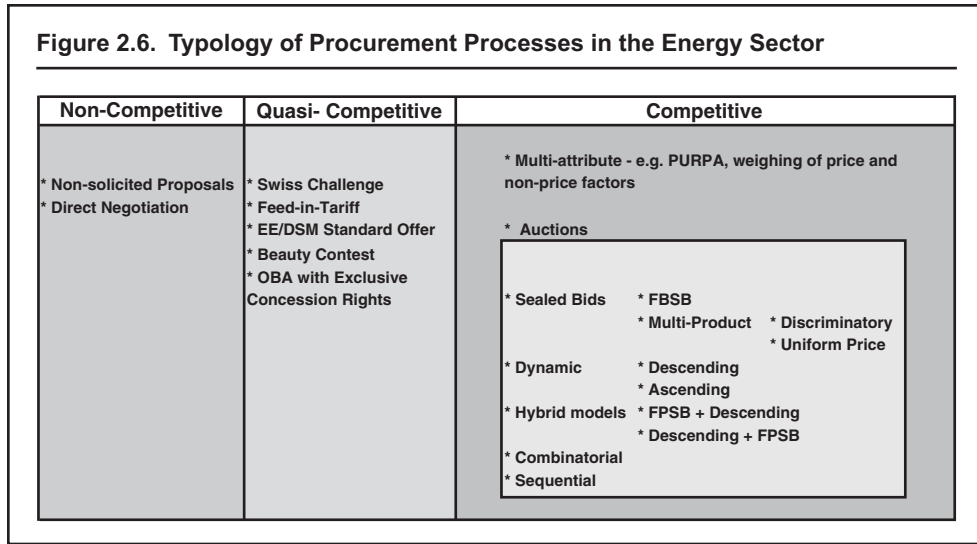 Figure 2.6. Typology of Procurement Processes in the Energy Sector
Non-Competitive
Quasi- Competitive
Competitive
* Non-solicited Proposals
* Direct Negotiation
* Swiss Challenge
* Feed-in-Tariff
* EE/DSM Standard Offer
* Beauty Contest
* OBA with Exclusive
Concession Rights
* Multi-attribute - e.g. PURPA, weighing of price and
non-price factors
* Auctions
* Sealed Bids * FBSB
* Multi-Product * Discriminatory
* Uniform Price
* Dynamic * Descending
* Ascending
* Hybrid models * FPSB + Descending
* Descending + FPSB
* Combinatorial
* Sequential